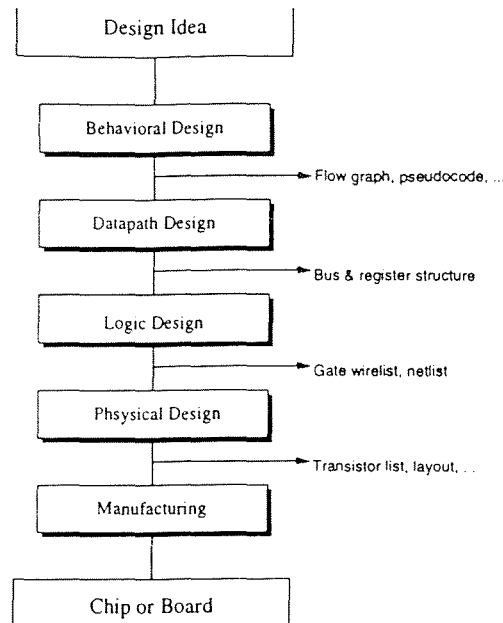 Design Idea
Behavioral Design
Flow graph, pseudocode, ...
Datapath Design
Bus & register structure
Logic Design
Gate wirelist, netlist
Phsysical Design
Transistor list, layout, . .
Manufacturing
Chip or Board